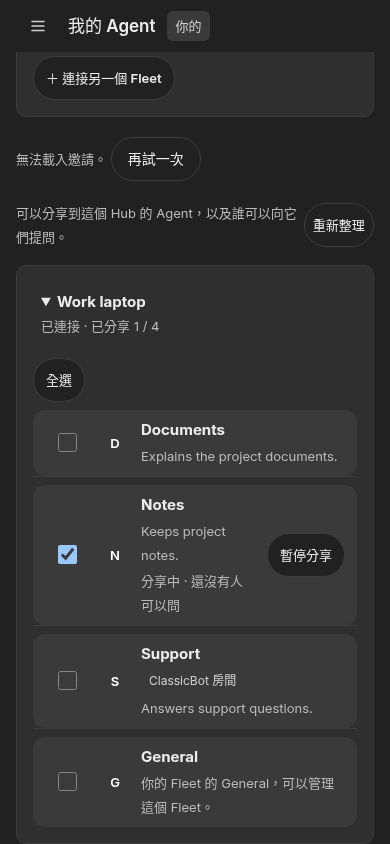 我的 Agent 你的
＋ 連接另一個 Fleet
無法載入邀請。 再試一次
可以分享到這個 Hub 的 Agent，以及誰可以向它
們提問。
重新整理
▼ Work laptop
已連接 · 已分享 1 / 4
全選
D
Documents
Explains the project documents.
N
Notes
Keeps project
notes.
分享中 · 還沒有人
可以問
暫停分享
S
Support
ClassicBot 房間
Answers support questions.
G
General
你的 Fleet 的 General，可以管理
這個 Fleet。